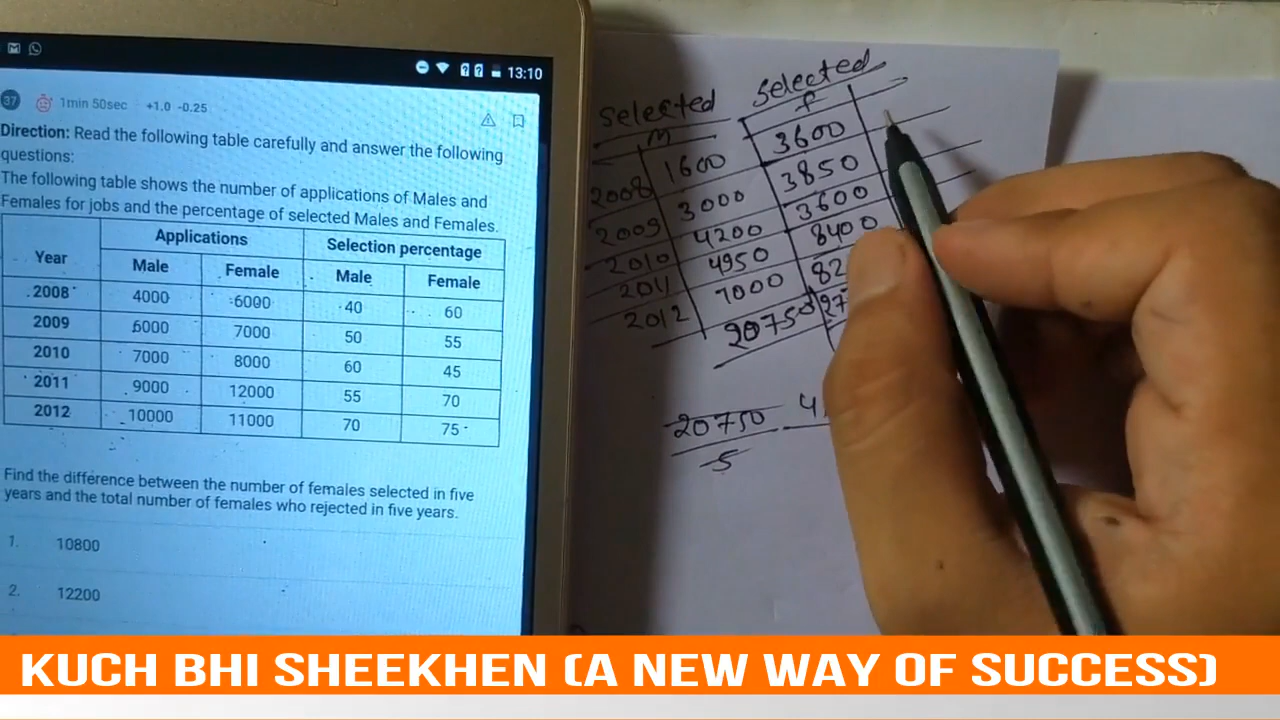 13:10
37 1min 50sec +1.0 -0.25
Direction: Read the following table carefully and answer the following
questions:
The following table shows the number of applications of Males and
Females for jobs and the percentage of selected Males and Females.
Year Applications Selection percentage
Male Female Male Female
2008 4000 6000 40 60
2009 6000 7000 50 55
2010 7000 8000 60 45
2011 9000 12000 55 70
2012 10000 11000 70 75
Find the difference between the number of females selected in five
years and the total number of females who rejected in five years.
1. 10800
2. 12200
Selected Selected
M f
2008 1600 3600
2009 3000 3850
2010 4200 3600
2011 4950 8400
2012 7000 82
20750 27
20750 4
5
KUCH BHI SHEEKHEN (A NEW WAY OF SUCCESS)